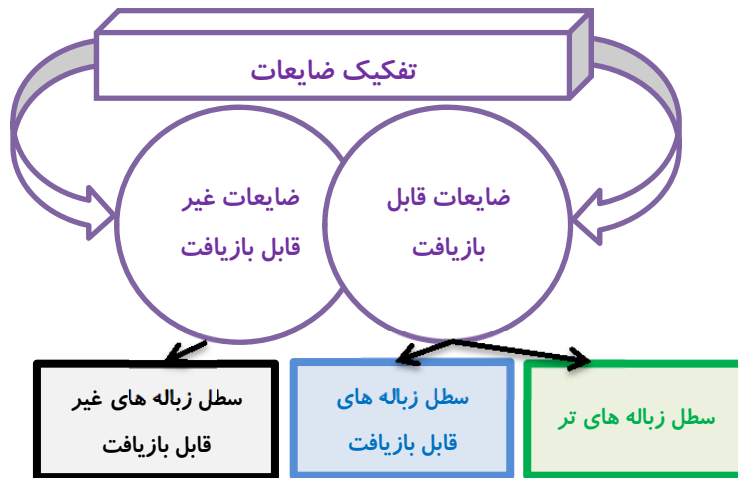 تفکیک ضایعات
ضایعات قابل
بازیافت
ضایعات غیر
قابل بازیافت
سطل زباله های تر
سطل زباله های
قابل بازیافت
سطل زباله های غیر
قابل بازیافت